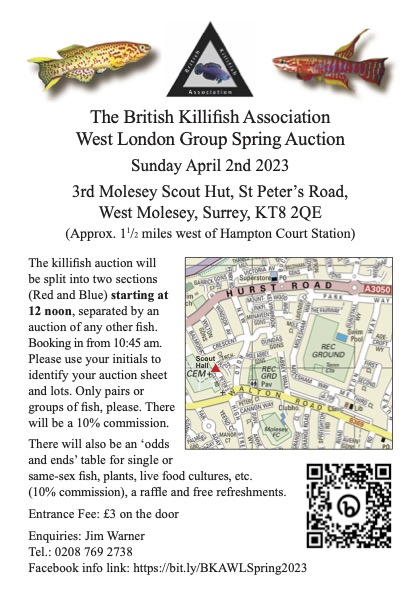 British Killifish
Association
The British Killifish Association
West London Group Spring Auction
Sunday April 2nd 2023
3rd Molesey Scout Hut, St Peter’s Road,
West Molesey, Surrey, KT8 2QE
(Approx. 1 1/2 miles west of Hampton Court Station)
The killifish auction will
be split into two sections
(Red and Blue) starting at
12 noon, separated by an
auction of any other fish.
Booking in from 10:45 am.
Please use your initials to
identify your auction sheet
and lots. Only pairs or
groups of fish, please. There
will be a 10% commission.
There will also be an ‘odds
and ends’ table for single or
same-sex fish, plants, live food cultures, etc.
(10% commission), a raffle and free refreshments.
Entrance Fee: £3 on the door
Enquiries: Jim Warner
Tel.: 0208 769 2738
Facebook info link: https://bit.ly/BKAWLSpring2023
Superstore
HURST ROAD
A3050
PARK
WAY
CRESCENT
REC
GROUND
Scout
Hall
CEM
REC
GRD
Pav
WALTON ROAD
Molesey
FC
b